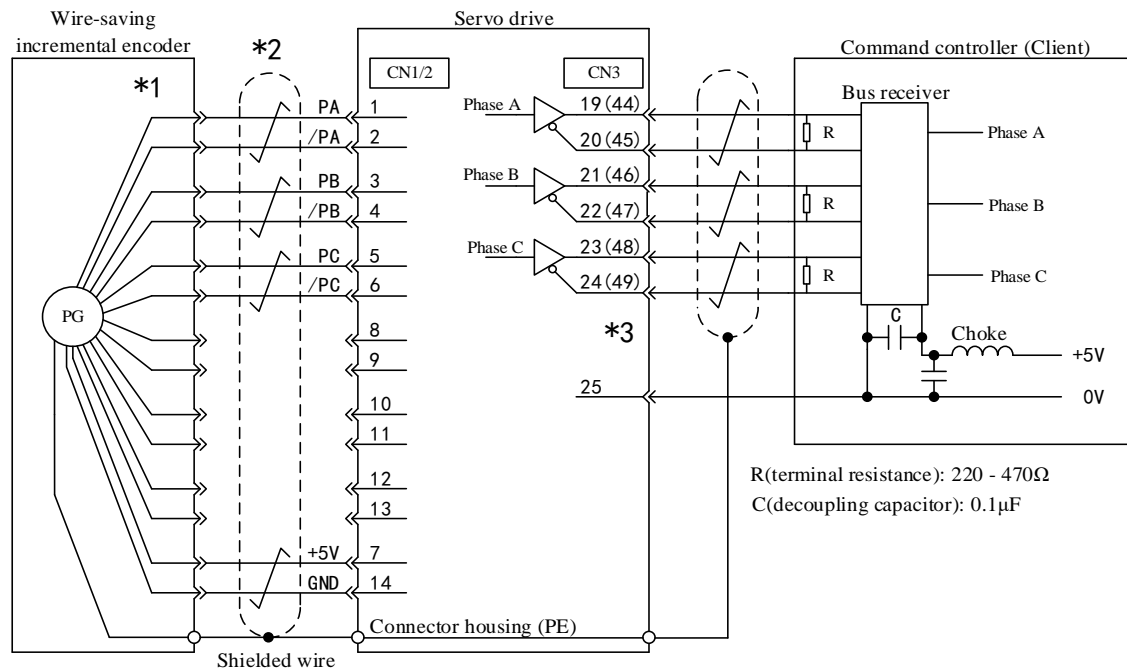 Wire-saving
incremental encoder
Servo drive
Command controller (Client)
*1
*2
CN1/2
CN3
Bus receiver
PA
1
/PA
2
PB
3
/PB
4
PC
5
/PC
6
8
9
10
11
12
13
+5V
7
GND
14
PG
Phase A
19(44)
20(45)
Phase B
21(46)
22(47)
Phase C
23(48)
24(49)
*3
25
R
R
R
Phase A
Phase B
Phase C
C
Choke
+5V
0V
R(terminal resistance): 220 - 470Ω
C(decoupling capacitor): 0.1μF
Connector housing (PE)
Shielded wire